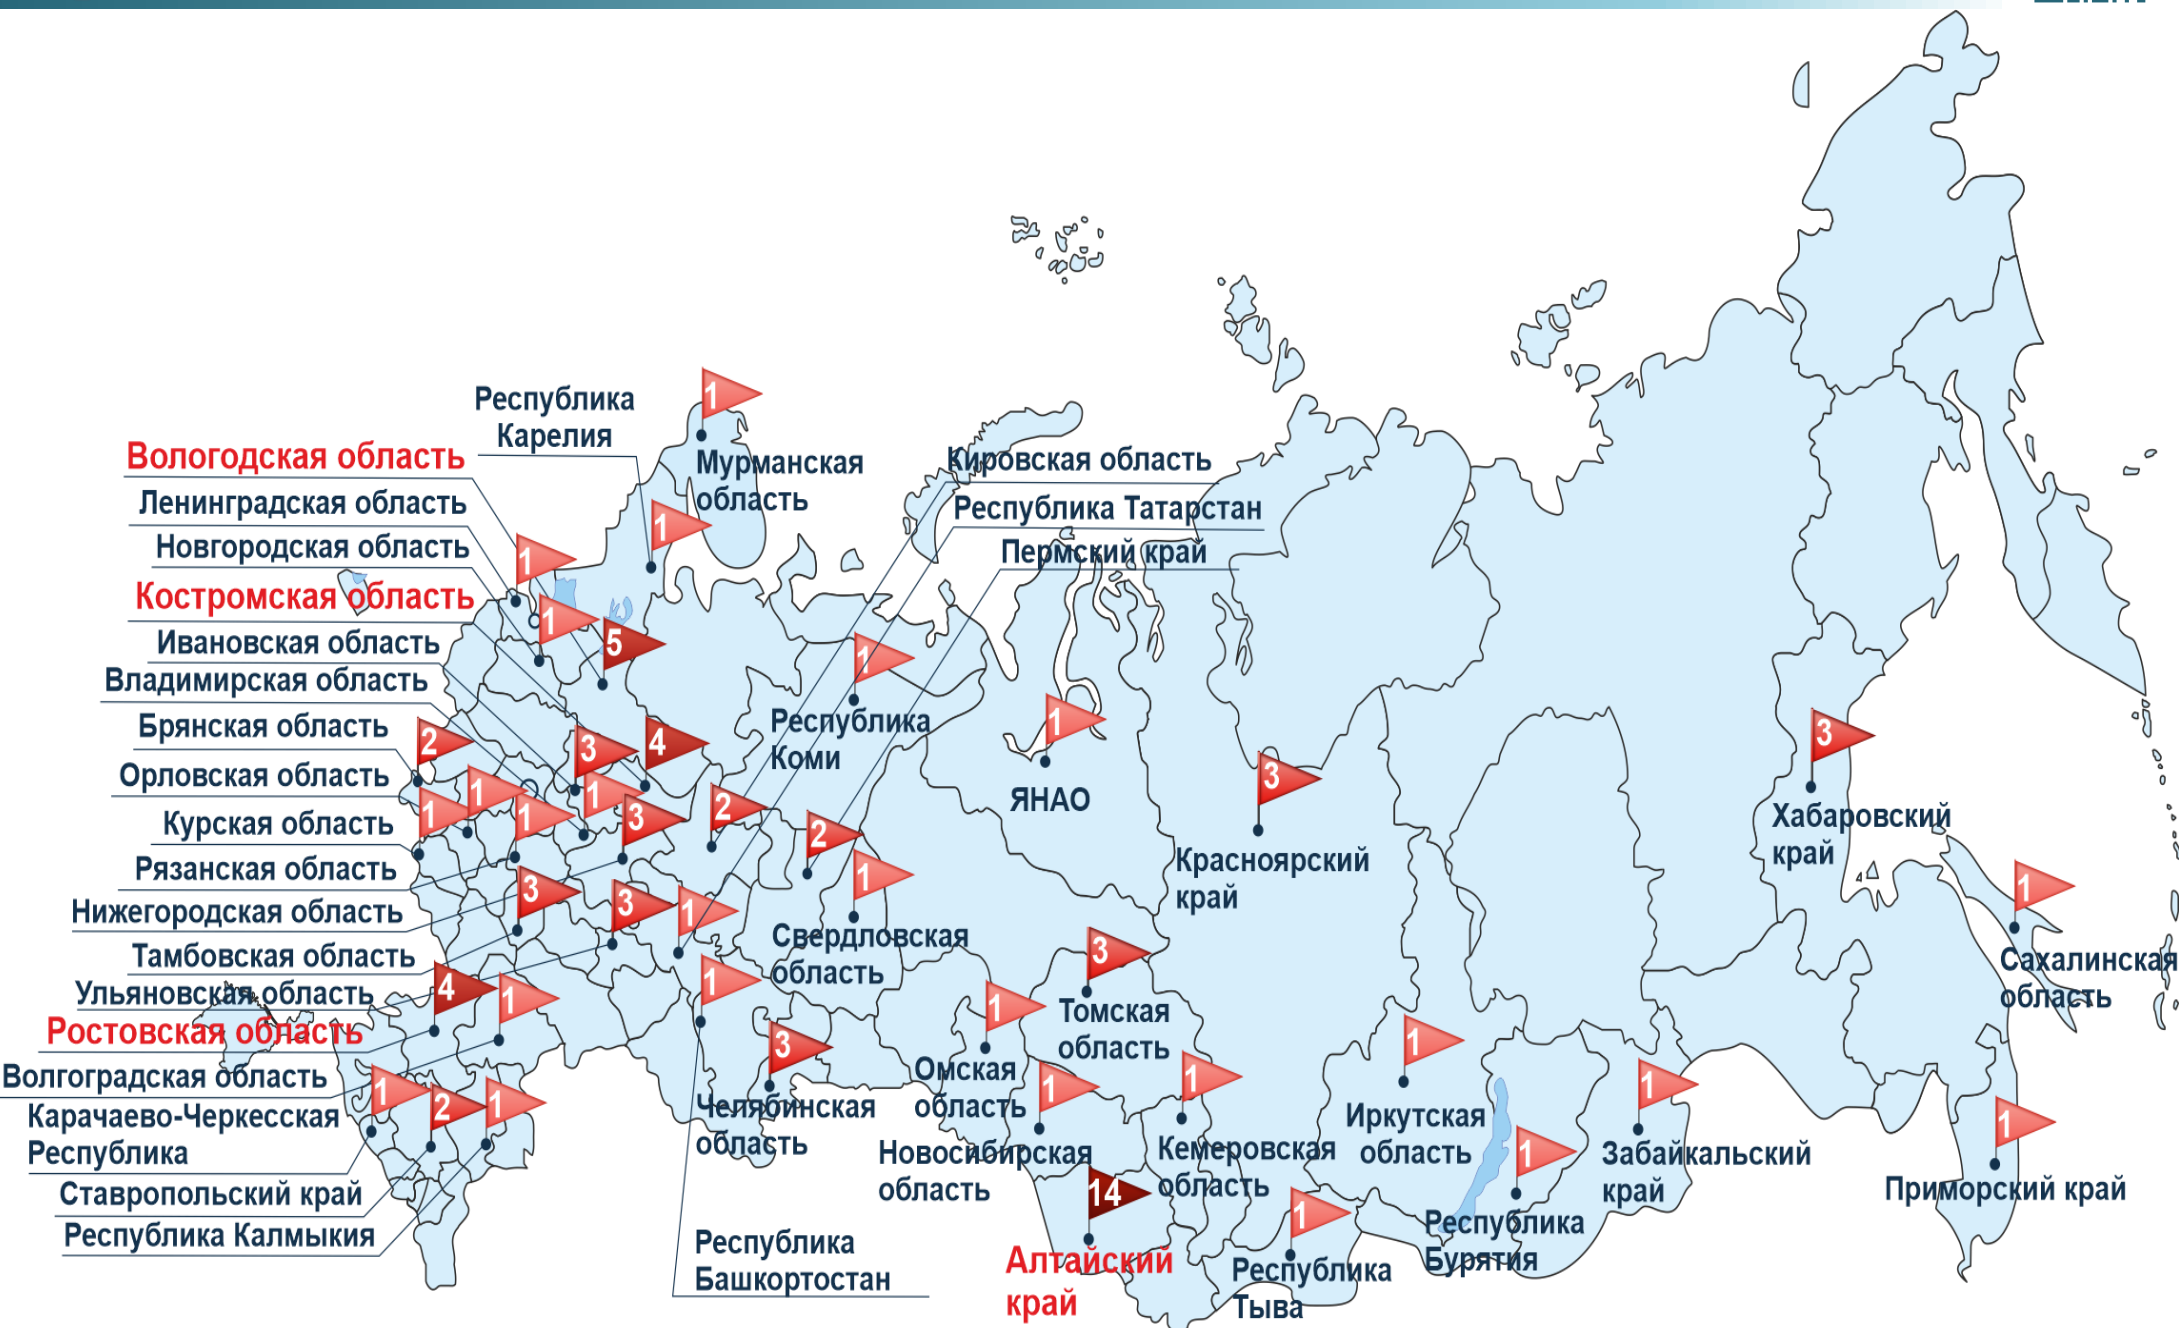 1
Республика
Карелия
Мурманская
область
1
Вологодская область
Ленинградская область
Новгородская область
Костромская область
Ивановская область
Владимирская область
Брянская область
Орловская область
Курская область
Рязанская область
Нижегородская область
Тамбовская область
Ульяновская область
Ростовская область
Волгоградская область
Карачаево-Черкесская
Республика
Ставропольский край
Республика Калмыкия
Кировская область
Республика Татарстан
Пермский край
1
1
5
1
Республика
Коми
2
3
4
1
1
1
1
3
2
2
1
Свердловская
область
3
3
1
4
1
1
3
Челябинская
область
1
2
1
Республика
Башкортостан
1
ЯНАО
3
Красноярский
край
3
Томская
область
1
Омская
область
1
Новосибирская
область
1
Кемеровская
область
14
Алтайский
край
1
Республика
Тыва
1
Иркутская
область
1
Республика
Бурятия
1
Забайкальский
край
3
Хабаровский
край
1
Сахалинская
область
1
Приморский край